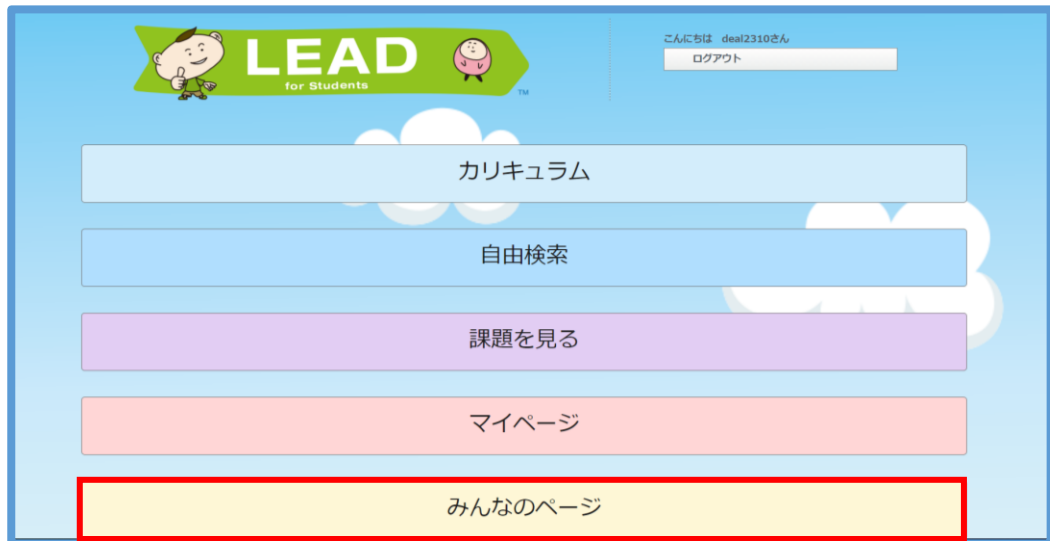 LEAD
for Students
TM
こんにちは deal2310さん
ログアウト
カリキュラム
自由検索
課題を見る
マイページ
みんなのページ